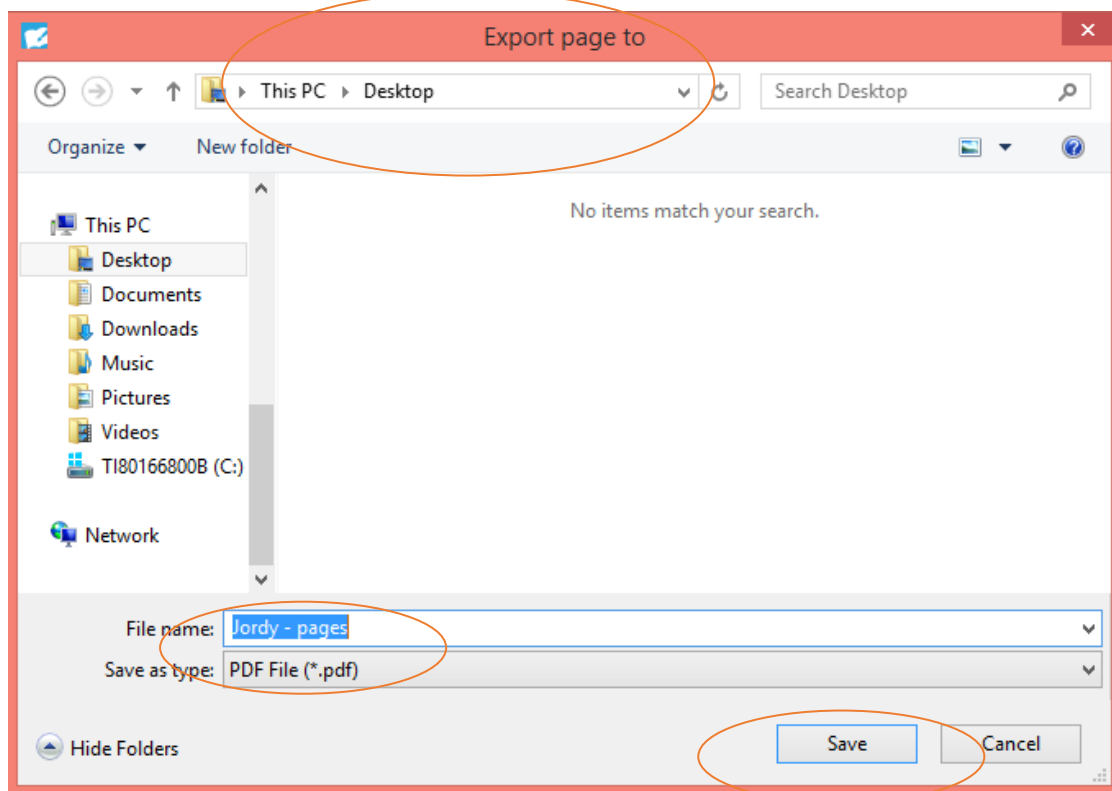 Export page to
This PC Desktop
Search Desktop
Organize New folder
No items match your search.
This PC
Desktop
Documents
Downloads
Music
Pictures
Videos
TI80166800B (C:)
Network
File name: Jordy - pages
Save as type: PDF File (*.pdf)
Hide Folders
Save
Cancel